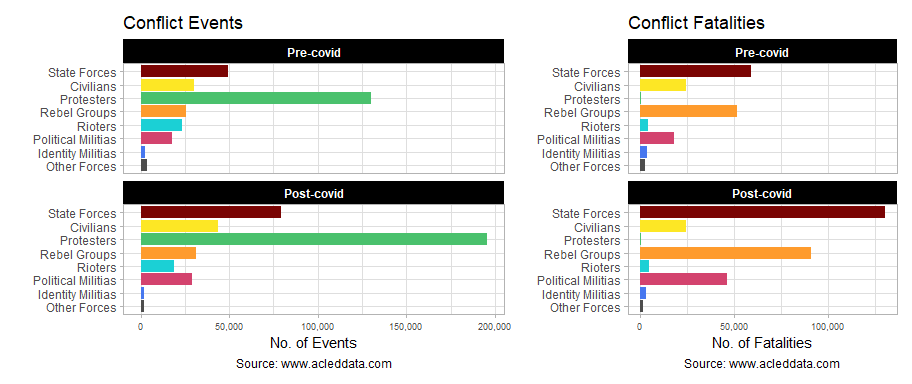 Conflict Events
Pre-covid
State Forces
Civilians
Protesters
Rebel Groups
Rioters
Political Militias
Identity Militias
Other Forces
Post-covid
State Forces
Civilians
Protesters
Rebel Groups
Rioters
Political Militias
Identity Militias
Other Forces
0 50,000 100,000 150,000 200,000
No. of Events
Source: www.acleddata.com
Conflict Fatalities
Pre-covid
State Forces
Civilians
Protesters
Rebel Groups
Rioters
Political Militias
Identity Militias
Other Forces
Post-covid
State Forces
Civilians
Protesters
Rebel Groups
Rioters
Political Militias
Identity Militias
Other Forces
0 50,000 100,000
No. of Fatalities
Source: www.acleddata.com